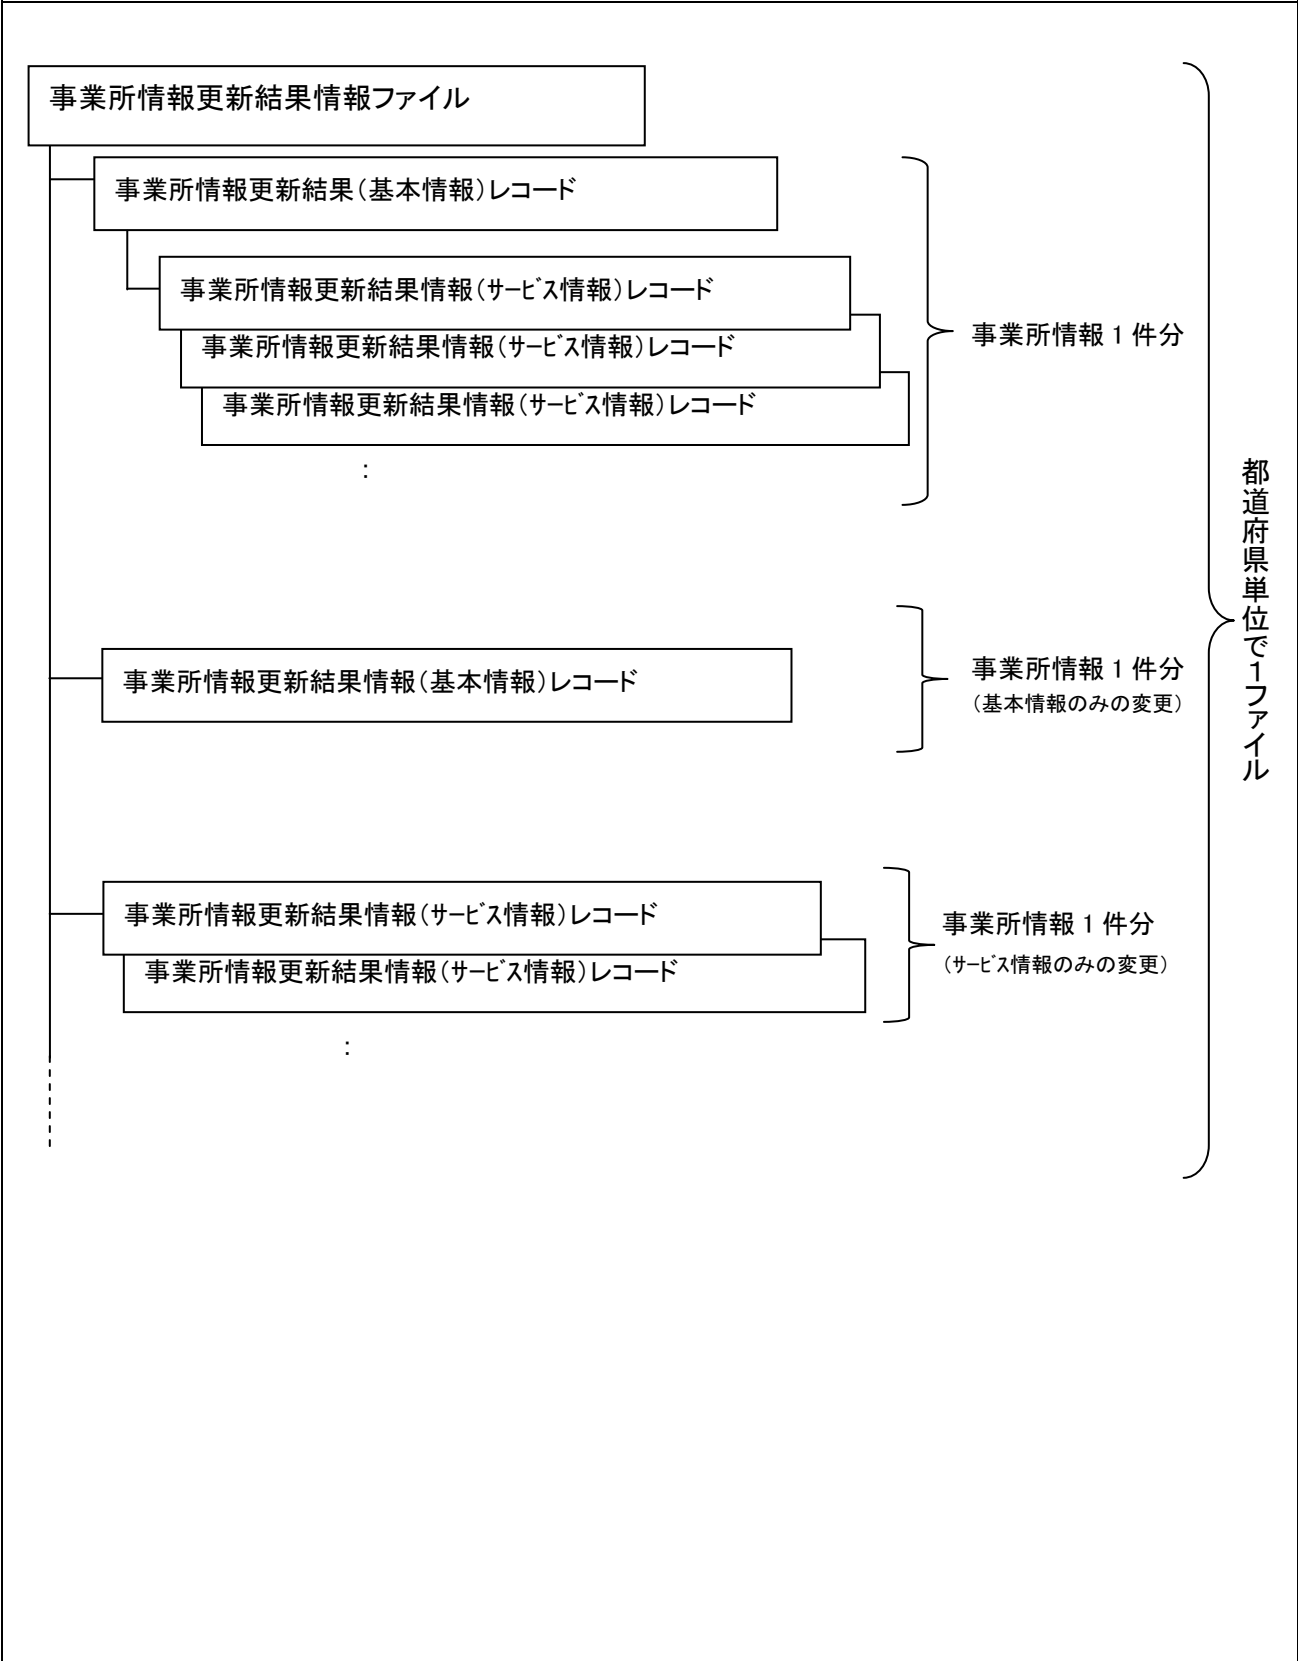 事業所情報更新結果情報ファイル
事業所情報更新結果（基本情報）レコード
事業所情報更新結果情報（ｻｰﾋﾞｽ情報）レコード
事業所情報更新結果情報（ｻｰﾋﾞｽ情報）レコード
事業所情報更新結果情報（ｻｰﾋﾞｽ情報）レコード
：
事業所情報１件分
事業所情報更新結果情報（基本情報）レコード
事業所情報１件分
（基本情報のみの変更）
事業所情報更新結果情報（ｻｰﾋﾞｽ情報）レコード
事業所情報更新結果情報（ｻｰﾋﾞｽ情報）レコード
：
事業所情報１件分
（ｻｰﾋﾞｽ情報のみの変更）
都道府県単位で１ファイル